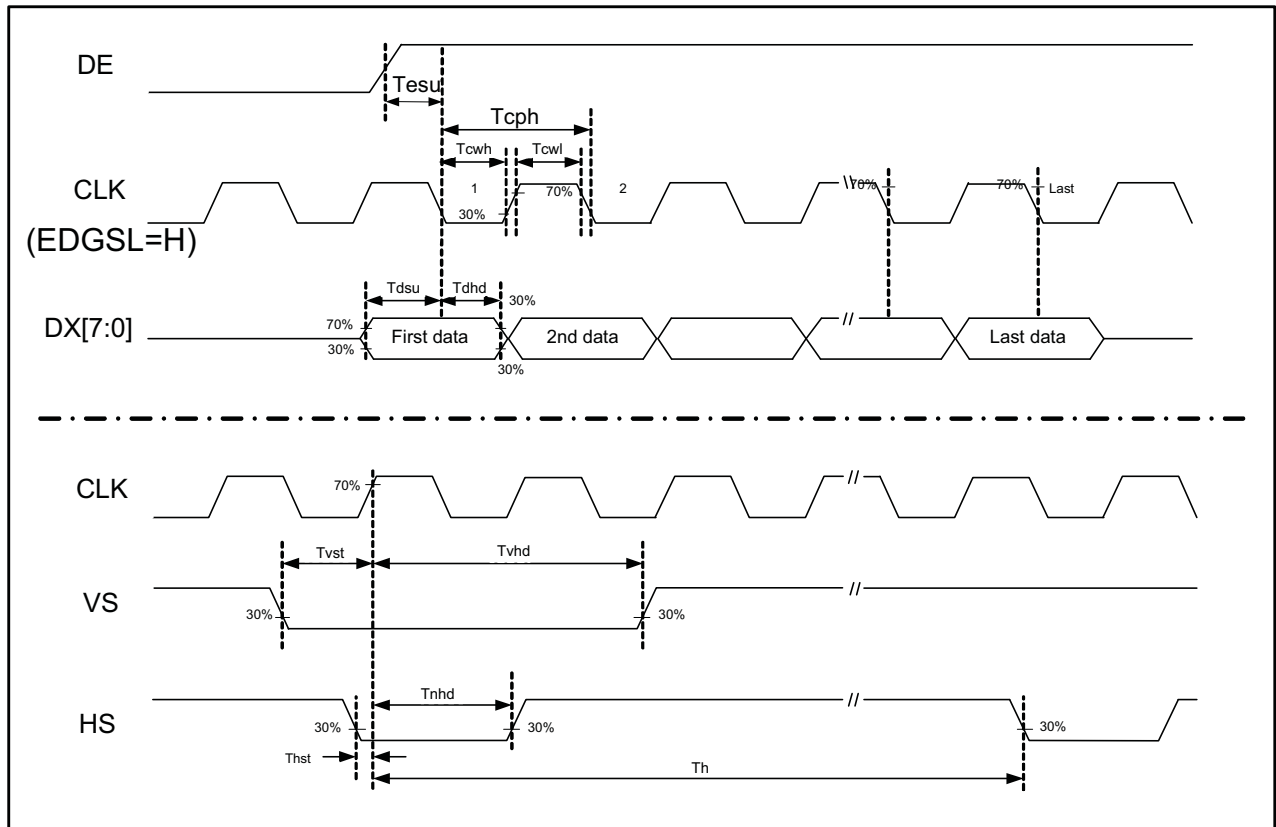 DE
Tesu
Tcph
Tcwh
Tcwl
CLK
1
70%
2
\\
70%
70%
Last
30%
(EDGSL=H)
Tdsu
Tdhd
30%
DX[7:0]
70%
First data
2nd data
//
Last data
30%
30%
CLK
70%
//
Tvst
Tvhd
VS
30%
30%
//
Tnhd
HS
30%
30%
//
30%
Thst
Th